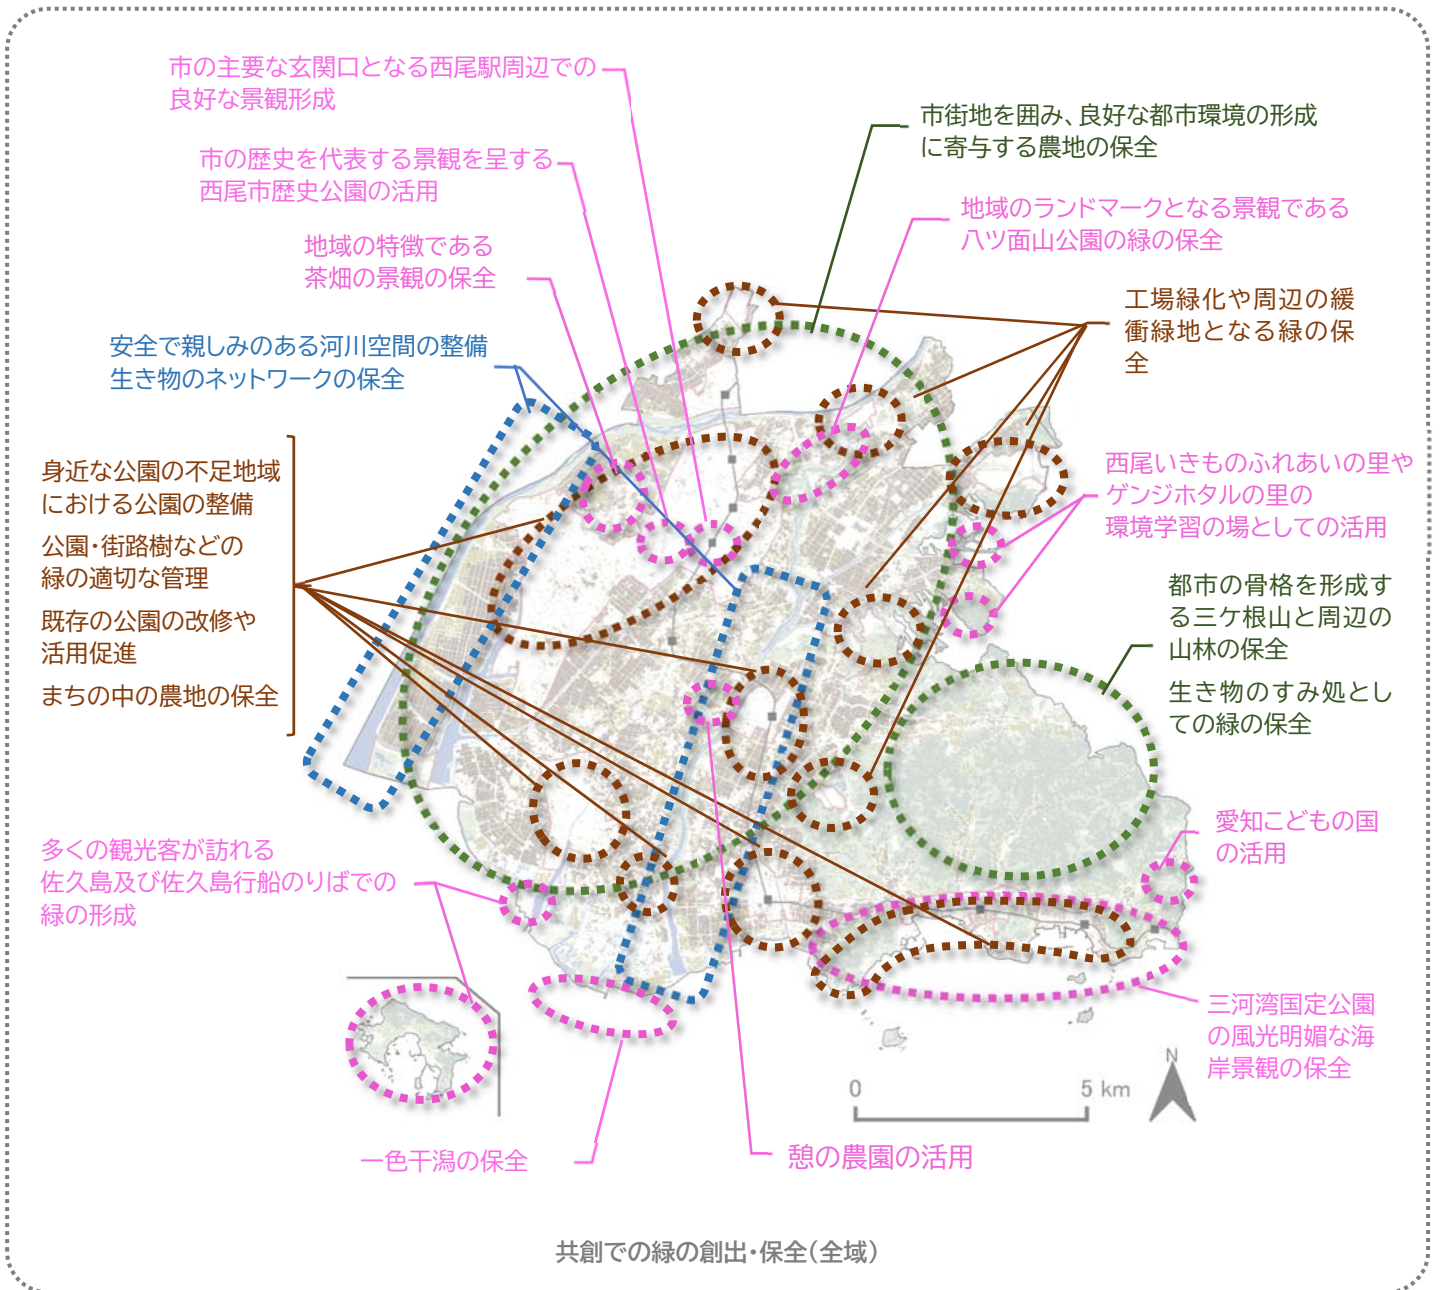 市の主要な玄関口となる西尾駅周辺での
良好な景観形成
市の歴史を代表する景観を呈する
西尾市歴史公園の活用
地域の特徴である
茶畑の景観の保全
安全で親しみのある河川空間の整備
生き物のネットワークの保全
身近な公園の不足地域
における公園の整備
公園・街路樹などの
緑の適切な管理
既存の公園の改修や
活用促進
まちの中の農地の保全
多くの観光客が訪れる
佐久島及び佐久島行船のりばでの
緑の形成
市街地を囲み、良好な都市環境の形成
に寄与する農地の保全
地域のランドマークとなる景観である
八ツ面山公園の緑の保全
工場緑化や周辺の緩
衝緑地となる緑の保
全
西尾いきものふれあいの里や
ゲンジホタルの里の
環境学習の場としての活用
都市の骨格を形成す
る三ケ根山と周辺の
山林の保全
生き物のすみ処とし
ての緑の保全
愛知こどもの国
の活用
三河湾国定公園
の風光明媚な海
岸景観の保全
N
0 5 km
一色干潟の保全
憩の農園の活用
共創での緑の創出・保全（全域）